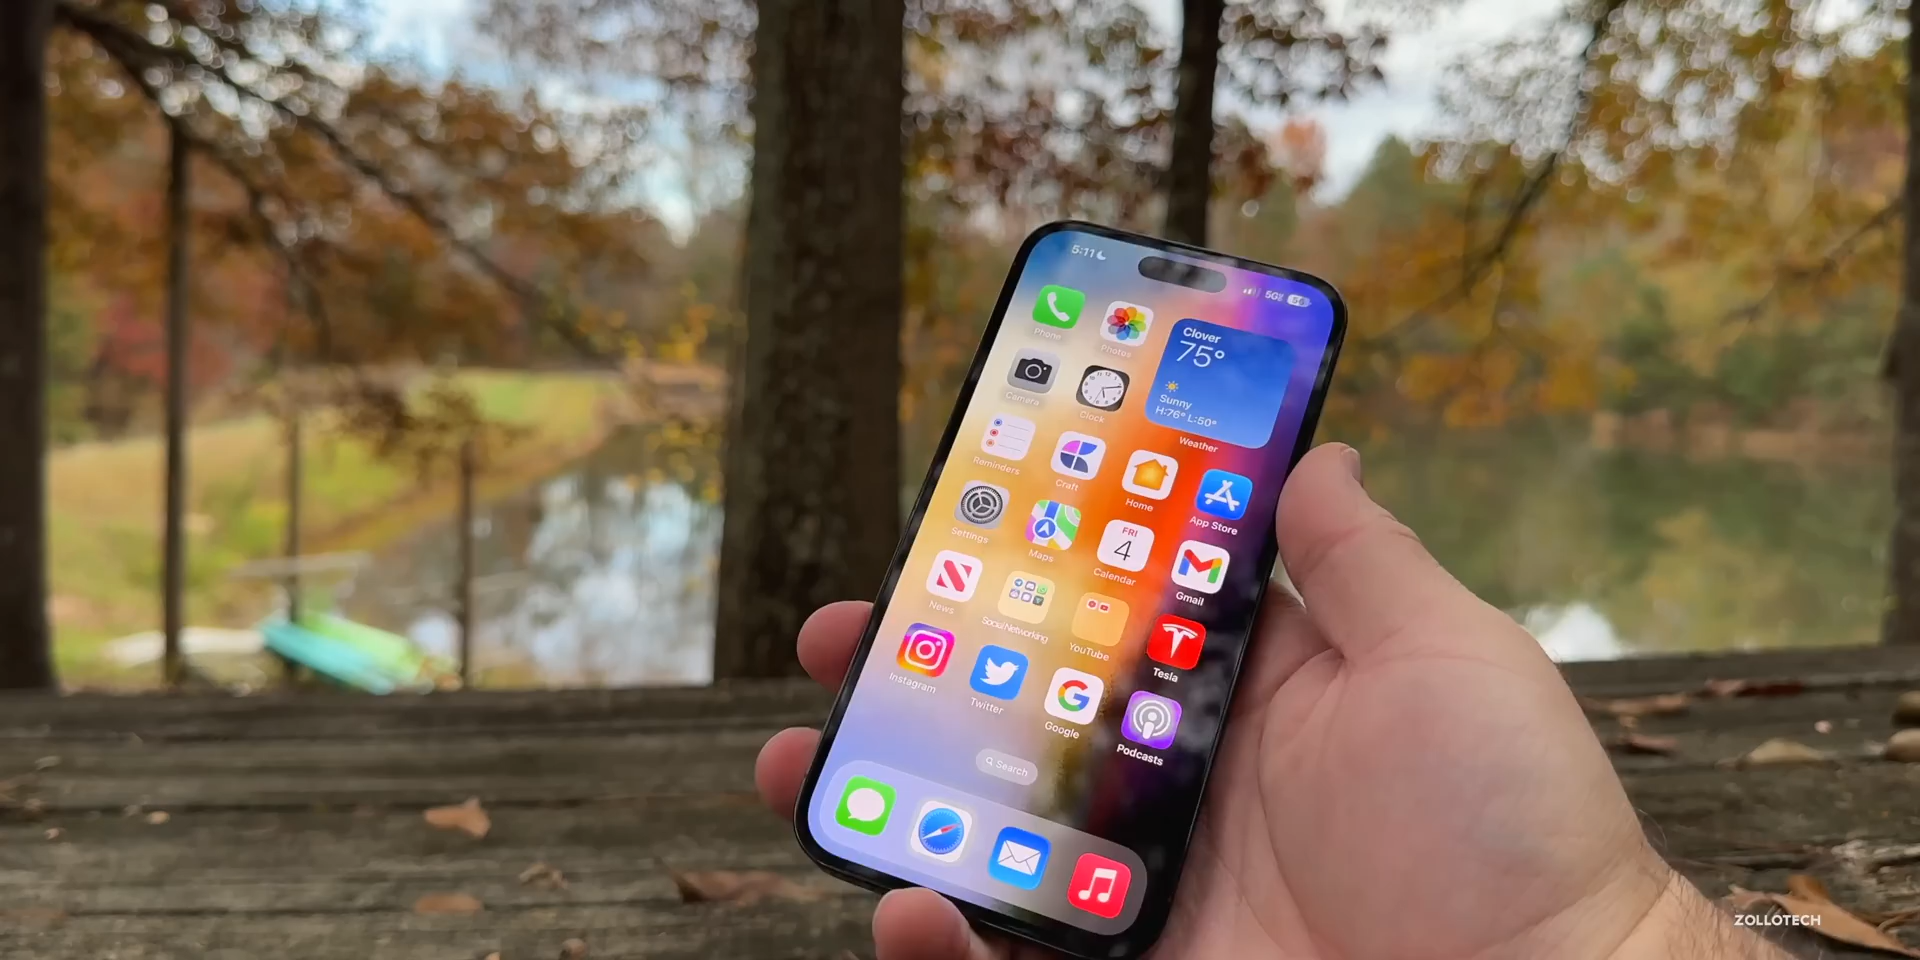 5:11
5G
56
Phone
Photos
Clover
75°
Sunny
H:76° L:50°
Weather
Camera
Clock
Reminders
Craft
Home
App Store
Settings
Maps
FRI
4
Calendar
Gmail
News
Social Networking
YouTube
Tesla
Instagram
Twitter
Google
Podcasts
Search
ZOLLOTECH